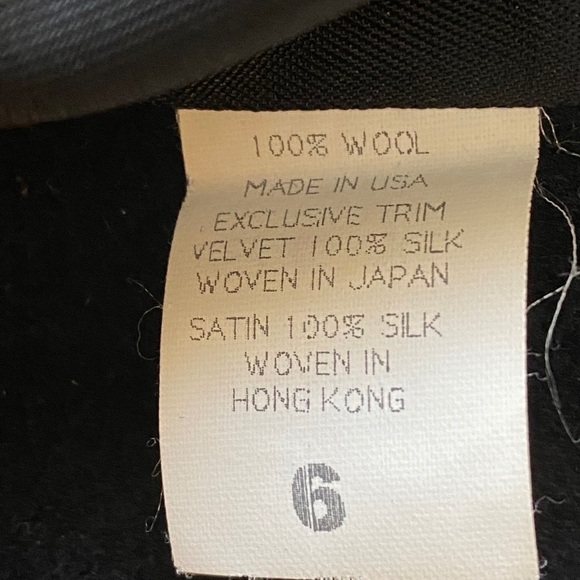 100% WOOL
MADE IN USA
EXCLUSIVE TRIM
VELVET 100% SILK
WOVEN IN JAPAN
SATIN 100% SILK
WOVEN IN
HONG KONG
6